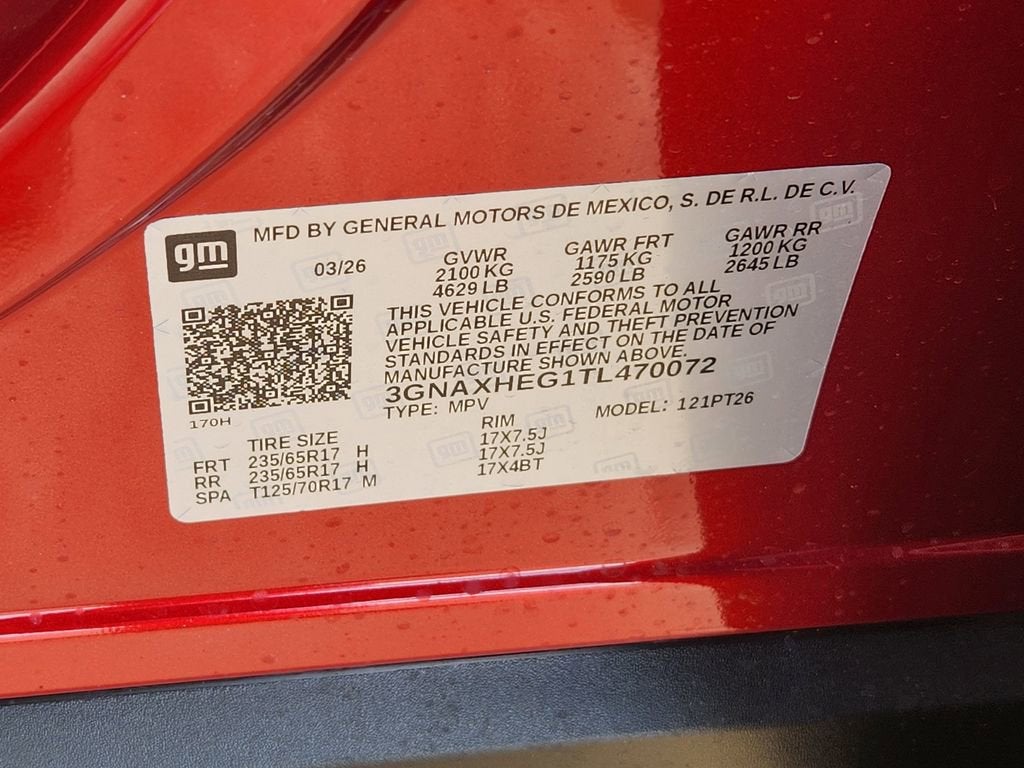 gm
MFD BY GENERAL MOTORS DE MEXICO, S. DE R.L. DE C.V.
03/26
GVWR
2100 KG
4629 LB
GAWR FRT
1175 KG
2590 LB
GAWR RR
1200 KG
2645 LB
THIS VEHICLE CONFORMS TO ALL
APPLICABLE U.S. FEDERAL MOTOR
VEHICLE SAFETY AND THEFT PREVENTION
STANDARDS IN EFFECT ON THE DATE OF
MANUFACTURE SHOWN ABOVE.
3GNAXHEG1TL470072
TYPE: MPV
MODEL: 121PT26
170H
TIRE SIZE RIM
FRT 235/65R17 H 17X7.5J
RR 235/65R17 H 17X7.5J
SPA T125/70R17 M 17X4BT